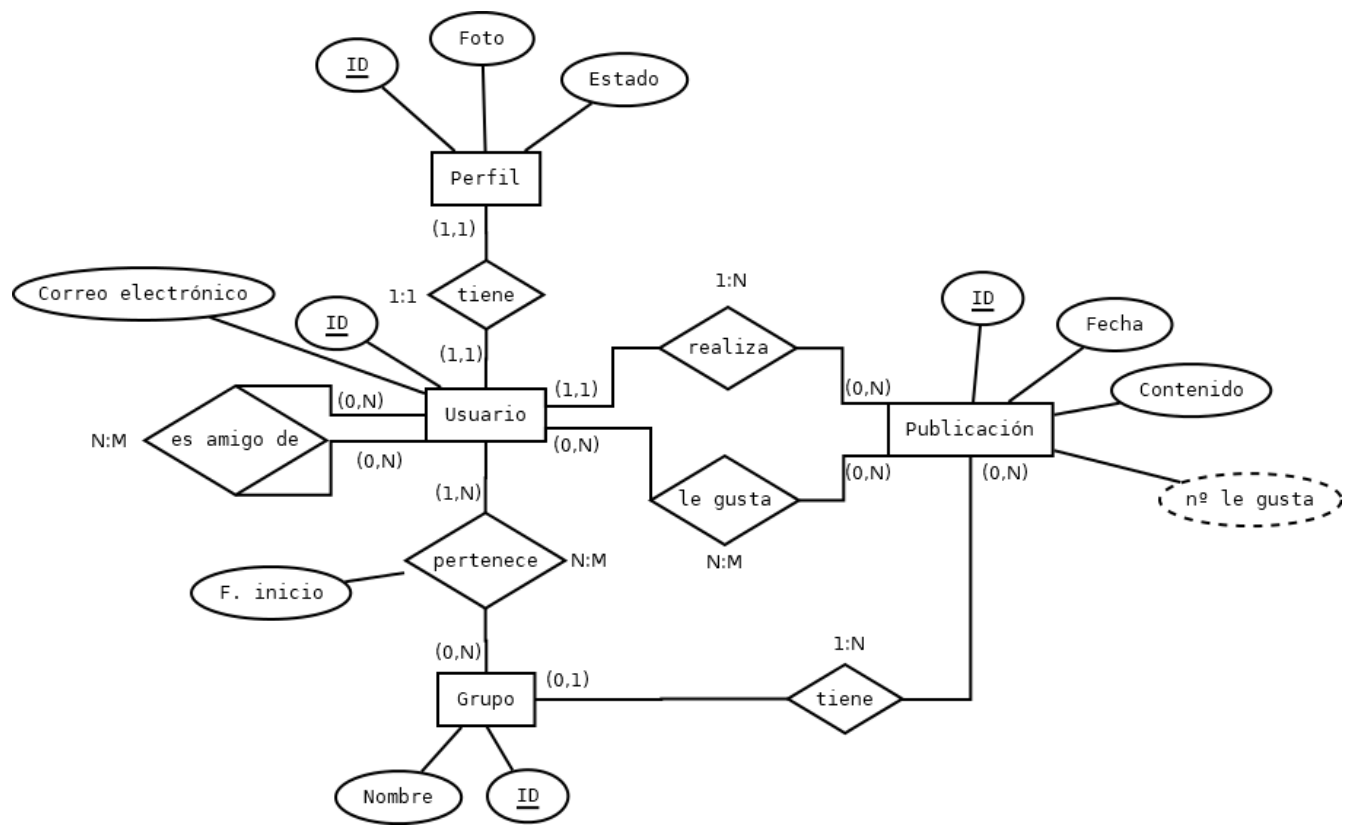 Foto
ID
Estado
Perfil
(1,1)
1:1
tiene
(1,1)
Correo electrónico
ID
1:N
realiza
ID
Fecha
Contenido
(0,N)
Usuario
(1,1)
(0,N)
N:M
es amigo de
(0,N)
(0,N)
Publicación
(0,N)
(0,N)
nº le gusta
le gusta
N:M
(1,N)
pertenece
N:M
F. inicio
(0,N)
Grupo
(0,1)
1:N
tiene
Nombre
ID